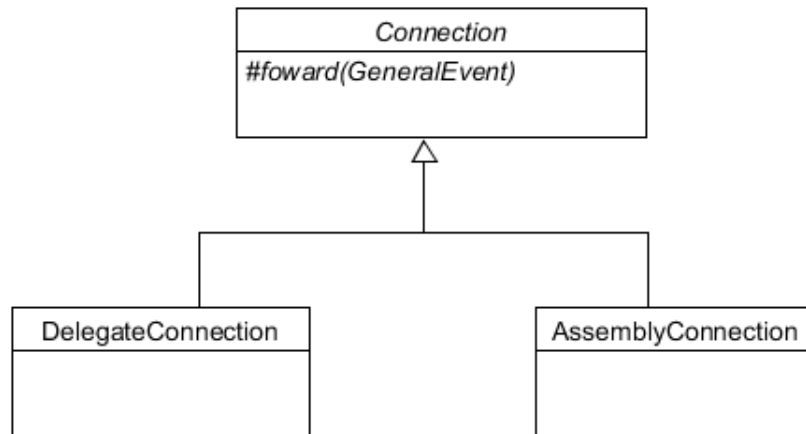 Connection
#foward(GeneralEvent)
DelegateConnection
AssemblyConnection